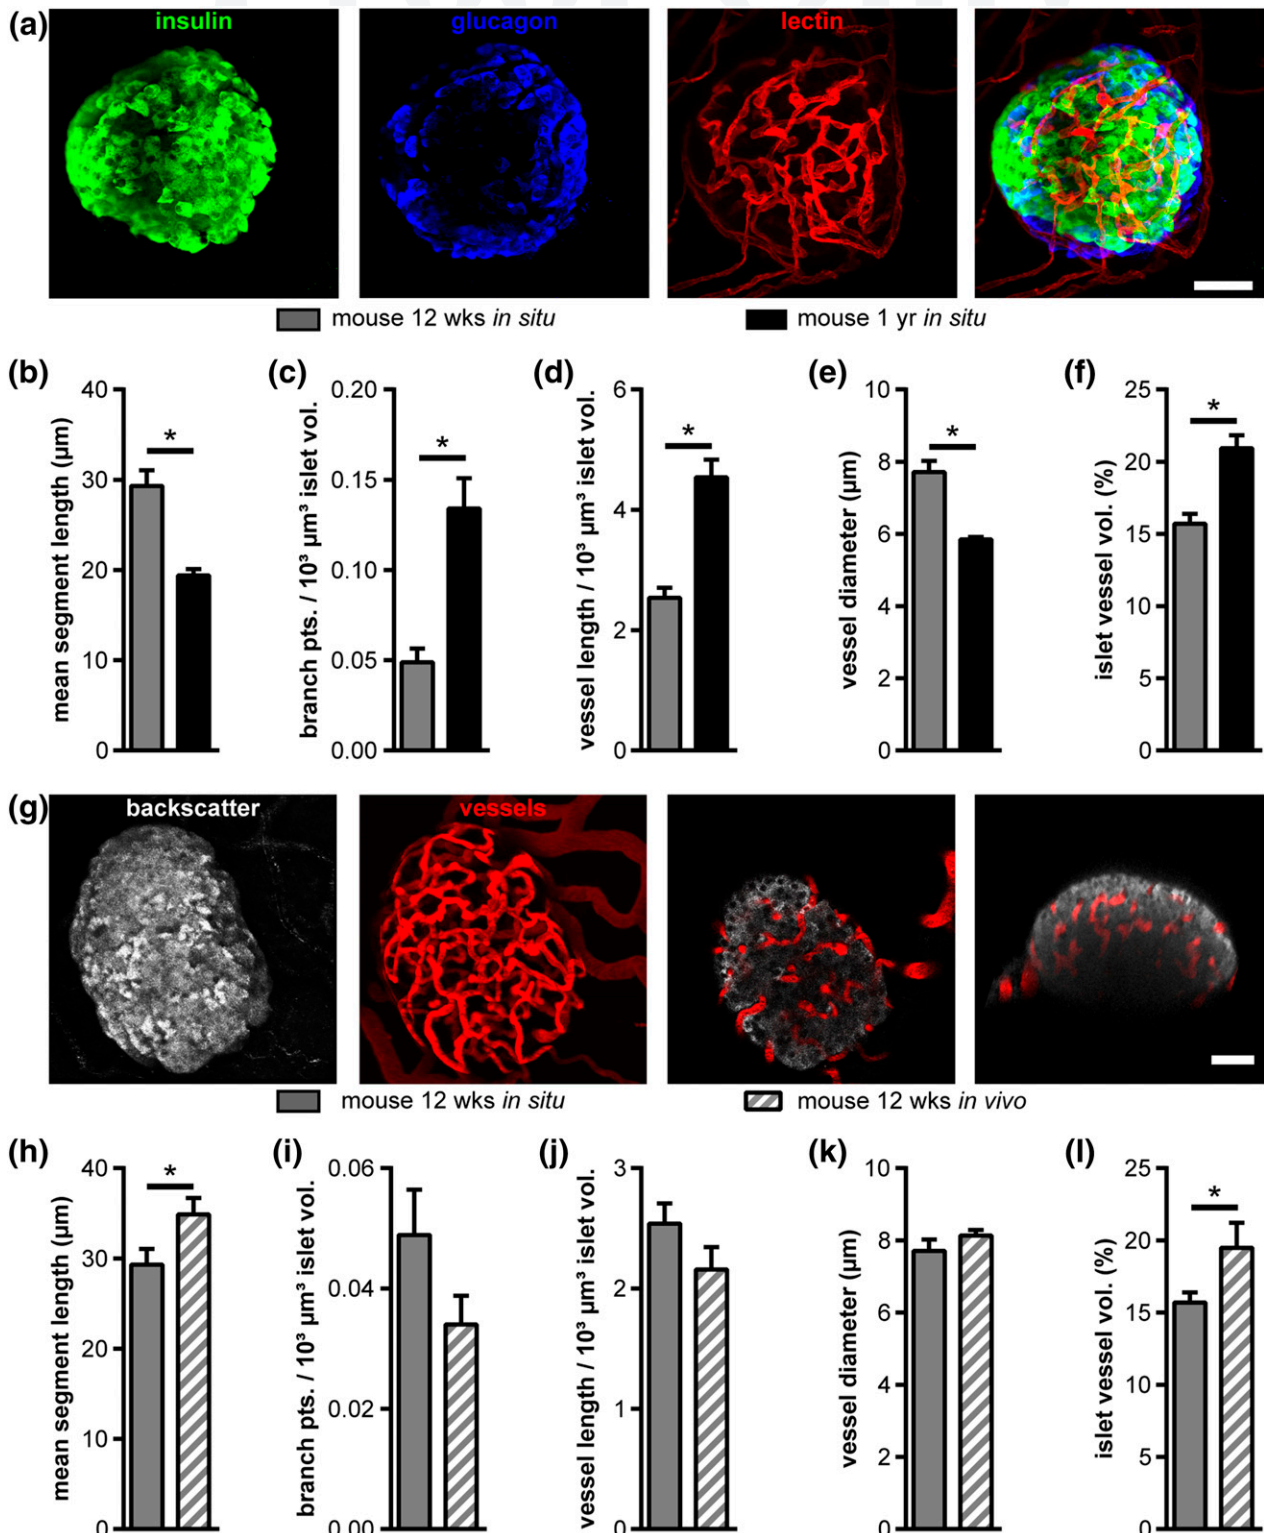 (a)
insulin
glucagon
lectin
mouse 12 wks in situ
mouse 1 yr in situ
(b)
mean segment length (µm)
40
30
20
10
0
*
(c)
branch pts. / 10³ µm³ islet vol.
0.20
0.15
0.10
0.05
0.00
*
(d)
vessel length / 10³ µm³ islet vol.
6
4
2
0
*
(e)
vessel diameter (µm)
10
8
6
4
2
0
*
(f)
islet vessel vol. (%)
25
20
15
10
5
0
*
(g)
backscatter
vessels
mouse 12 wks in situ
mouse 12 wks in vivo
(h)
mean segment length (µm)
40
30
20
10
0
*
(i)
branch pts. / 10³ µm³ islet vol.
0.06
0.04
0.02
0.00
(j)
vessel length / 10³ µm³ islet vol.
3
2
1
0
(k)
vessel diameter (µm)
10
8
6
4
2
0
(l)
islet vessel vol. (%)
25
20
15
10
5
0
*